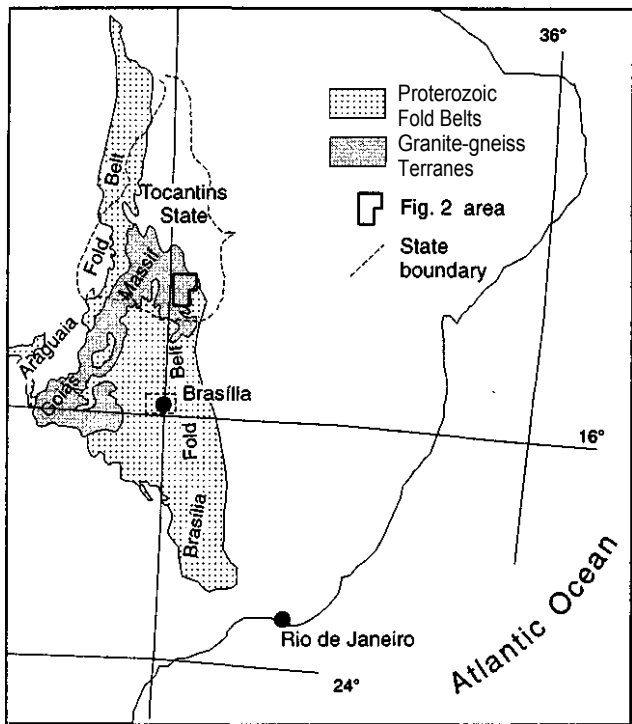 36°
Proterozoic
Fold Belts
Granite-gneiss
Terranes
Fig. 2 area
State
boundary
Tocantins
State
Araguaia Fold Belt
Goiás Massif
Brasília Fold Belt
Brasília
16°
Rio de Janeiro
24°
Atlantic Ocean